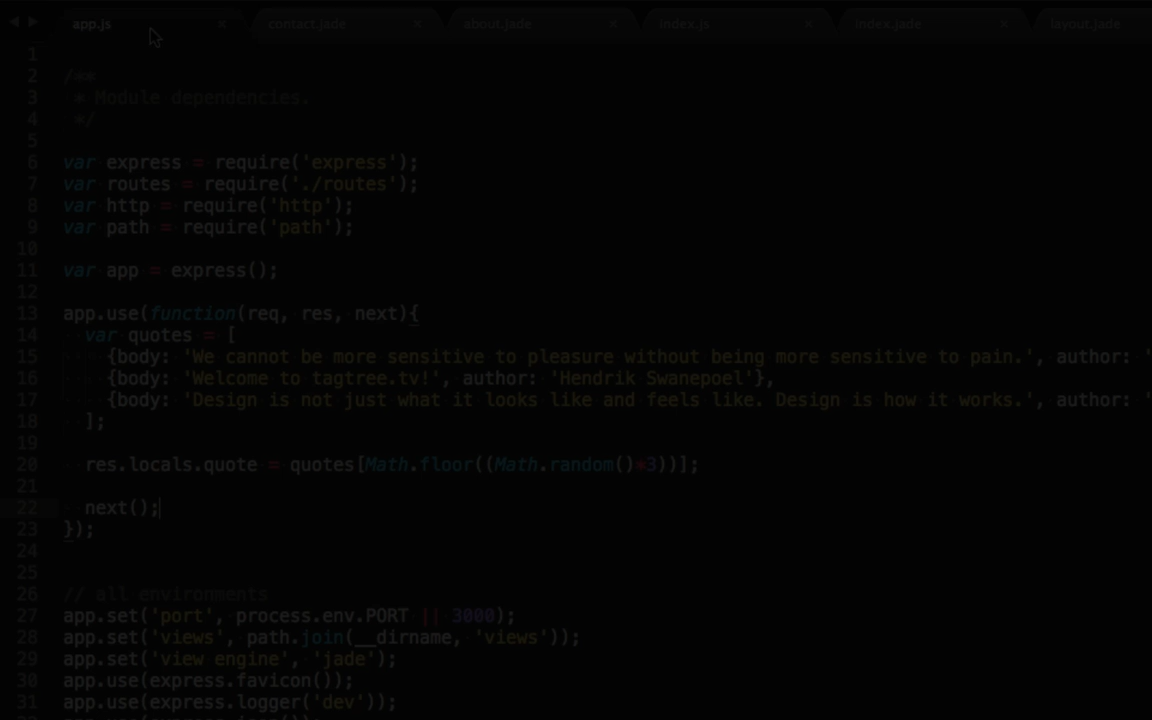 app.js contact.jade about.jade index.js index.jade layout.jade
1
2 /**
3  * Module dependencies.
4  */
5
6 var express = require('express');
7 var routes = require('./routes');
8 var http = require('http');
9 var path = require('path');
10
11 var app = express();
12
13 app.use(function(req, res, next){
14   var quotes = [
15     {body: 'We cannot be more sensitive to pleasure without being more sensitive to pain.', author: '
16     {body: 'Welcome to tagtree.tv!', author: 'Hendrik Swanepoel'},
17     {body: 'Design is not just what it looks like and feels like. Design is how it works.', author: '
18   ];
19
20   res.locals.quote = quotes[Math.floor((Math.random()*3))];
21
22   next();
23 });
24
25
26 // all environments
27 app.set('port', process.env.PORT || 3000);
28 app.set('views', path.join(__dirname, 'views'));
29 app.set('view engine', 'jade');
30 app.use(express.favicon());
31 app.use(express.logger('dev'));